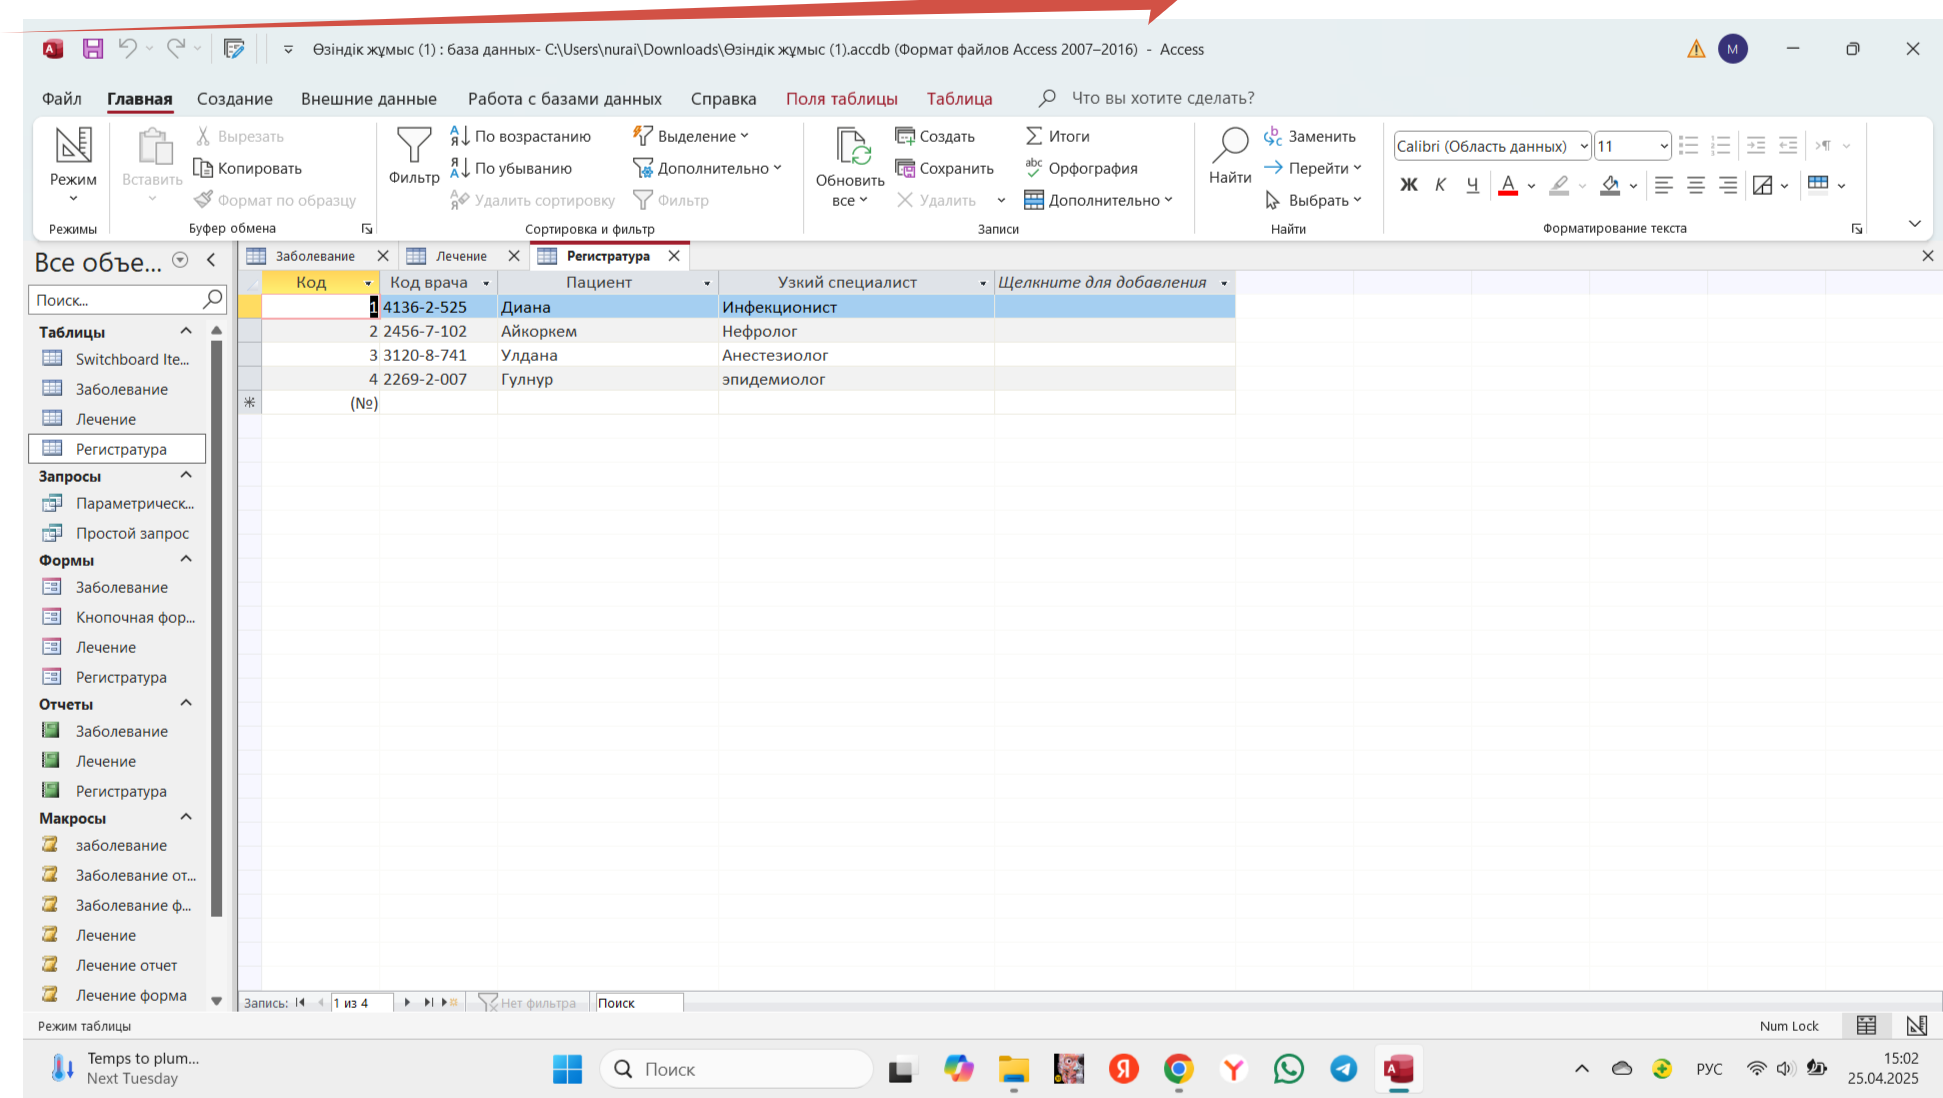 Өзіндік жұмыс (1) : база данных- C:\Users\nurai\Downloads\Өзіндік жұмыс (1).accdb (Формат файлов Access 2007–2016) - Access
M
Файл Главная Создание Внешние данные Работа с базами данных Справка Поля таблицы Таблица Что вы хотите сделать?
Вырезать По возрастанию Выделение Создать Итоги Заменить Calibri (Область данных) 11
Копировать По убыванию Дополнительно Сохранить Орфография Перейти
Режим Вставить Формат по образцу Фильтр Удалить сортировку Фильтр Обновить все Удалить Дополнительно Найти Выбрать Ж К Ч
Режимы Буфер обмена Сортировка и фильтр Записи Найти Форматирование текста
Все объе... Заболевание Лечение Регистратура
Код Код врача Пациент Узкий специалист Щелкните для добавления
1 4136-2-525 Диана Инфекционист
2 2456-7-102 Айкоркем Нефролог
3 3120-8-741 Улдана Анестезиолог
4 2269-2-007 Гулнур эпидемиолог
(№)
Поиск...
Таблицы
Switchboard Ite...
Заболевание
Лечение
Регистратура
Запросы
Параметрическ...
Простой запрос
Формы
Заболевание
Кнопочная фор...
Лечение
Регистратура
Отчеты
Заболевание
Лечение
Регистратура
Макросы
заболевание
Заболевание от...
Заболевание ф...
Лечение
Лечение отчет
Лечение форма
Запись: 1 из 4 Нет фильтра Поиск
Режим таблицы Num Lock
Temps to plum...
Next Tuesday
Поиск
РУС
15:02
25.04.2025